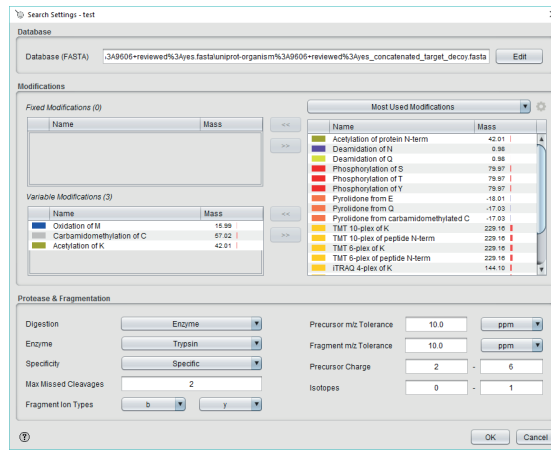 Search Settings - test
Database
Database (FASTA) ›3A9606+reviewed%3Ayes.fasta\uniprot-organism%3A9606+reviewed%3Ayes_concatenated_target_decoy.fasta Edit
Modifications
Fixed Modifications (0)
Name Mass
<<
>>
Variable Modifications (3)
Name Mass
Oxidation of M 15.99
Carbamidomethylation of C 57.02
Acetylation of K 42.01
<<
>>
Most Used Modifications
Name Mass
Acetylation of protein N-term 42.01
Deamidation of N 0.98
Deamidation of Q 0.98
Phosphorylation of S 79.97
Phosphorylation of T 79.97
Phosphorylation of Y 79.97
Pyrolidone from E -18.01
Pyrolidone from Q -17.03
Pyrolidone from carbamidomethylated C -17.03
TMT 10-plex of K 229.16
TMT 10-plex of peptide N-term 229.16
TMT 6-plex of K 229.16
TMT 6-plex of peptide N-term 229.16
iTRAQ 4-plex of K 144.10
Protease & Fragmentation
Digestion Enzyme
Enzyme Trypsin
Specificity Specific
Max Missed Cleavages 2
Fragment Ion Types b y
Precursor m/z Tolerance 10.0 ppm
Fragment m/z Tolerance 10.0 ppm
Precursor Charge 2 - 6
Isotopes 0 - 1
OK Cancel